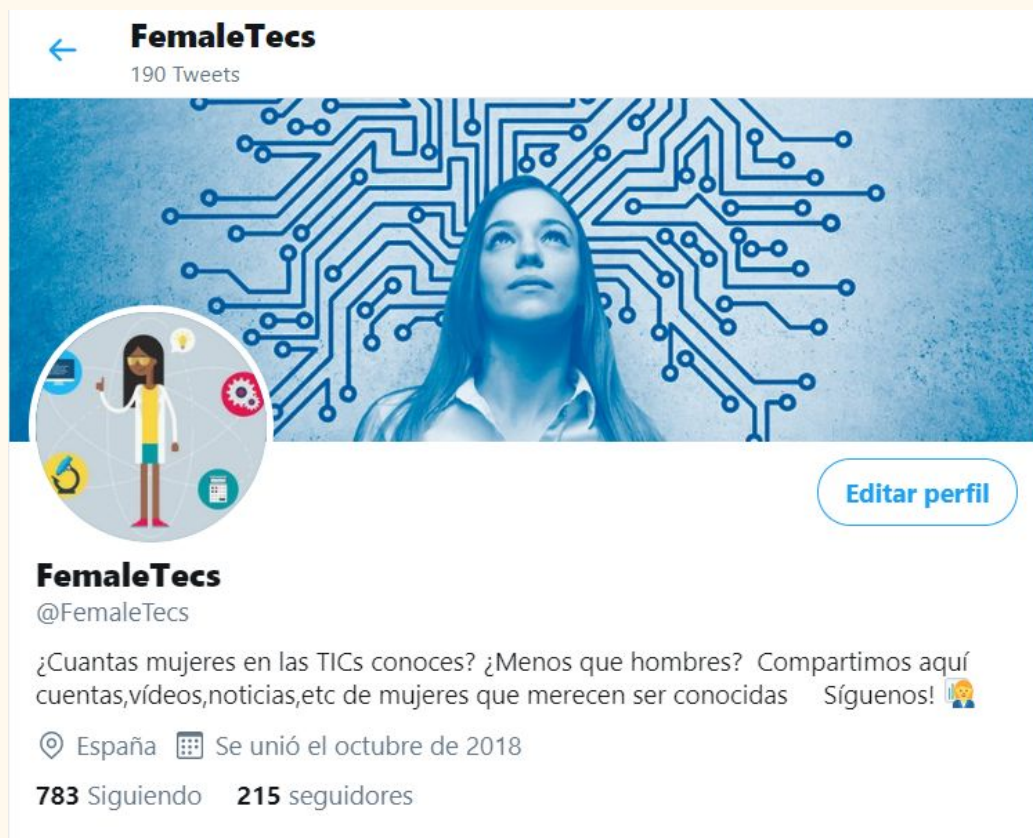 FemaleTecs
190 Tweets
Editar perfil
FemaleTecs
@FemaleTecs
¿Cuantas mujeres en las TICs conoces? ¿Menos que hombres? Compartimos aquí
cuentas,vídeos,noticias,etc de mujeres que merecen ser conocidas Síguenos!
España Se unió el octubre de 2018
783 Siguiendo 215 seguidores